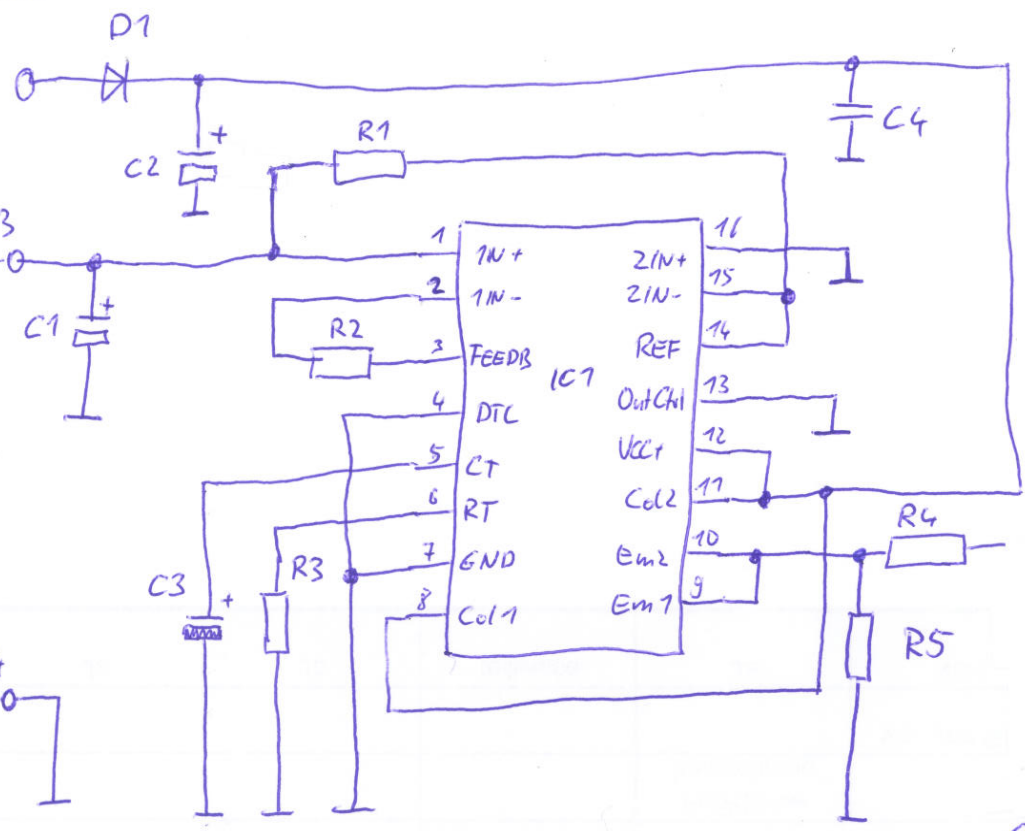 D1
C4
+
C2
R1
3
1
1IN+
2IN+
16
2
1IN-
2IN-
15
+
C1
R2
3
FEEDB
REF
14
IC1
4
DTC
OutCtrl
13
5
CT
VCC+
12
6
RT
Col2
11
R4
7
GND
Em2
10
C3
+
R3
8
Col1
Em1
9
R5